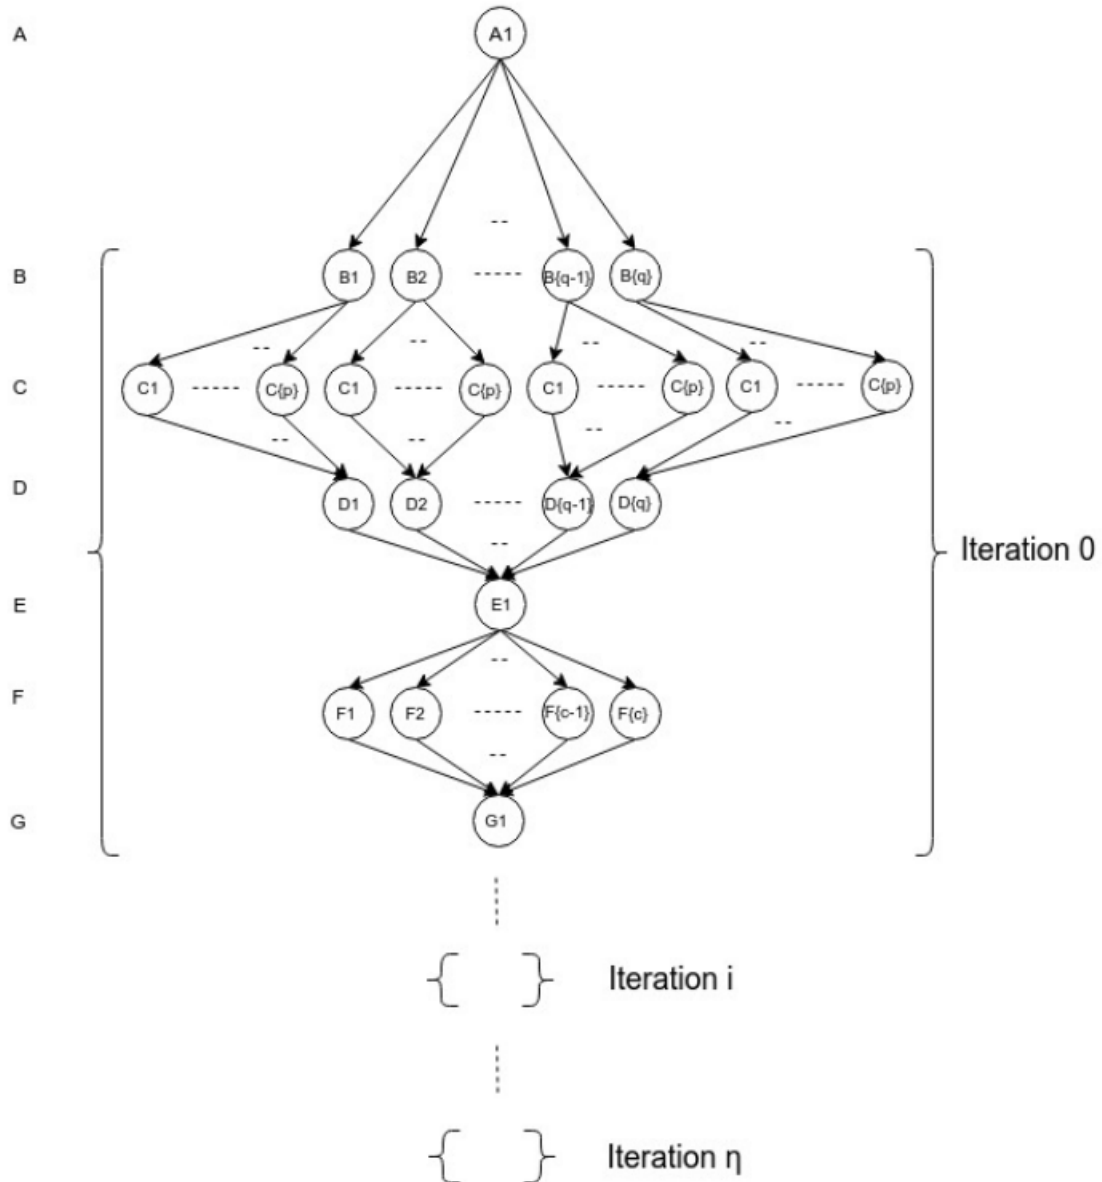 A A1
B B1 B2 B{q-1} B{q}
C C1 C{p} C1 C{p} C1 C{p} C1 C{p}
D D1 D2 D{q-1} D{q}
Iteration 0
E E1
F F1 F2 F{c-1} F{c}
G G1
Iteration i
Iteration η